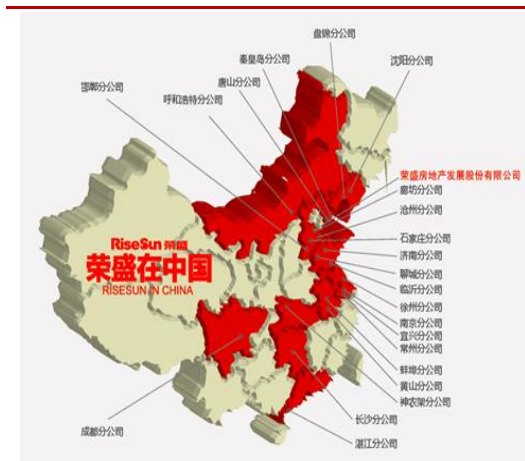 盘锦分公司
秦皇岛分公司
沈阳分公司
唐山分公司
邯郸分公司
呼和浩特分公司
荣盛房地产发展股份有限公司
廊坊分公司
沧州分公司
石家庄分公司
RiseSun 荣盛
济南分公司
荣盛在中国
聊城分公司
RISESUN IN CHINA
临沂分公司
徐州分公司
南京分公司
宜兴分公司
常州分公司
蚌埠分公司
黄山分公司
神农架分公司
长沙分公司
成都分公司
湛江分公司